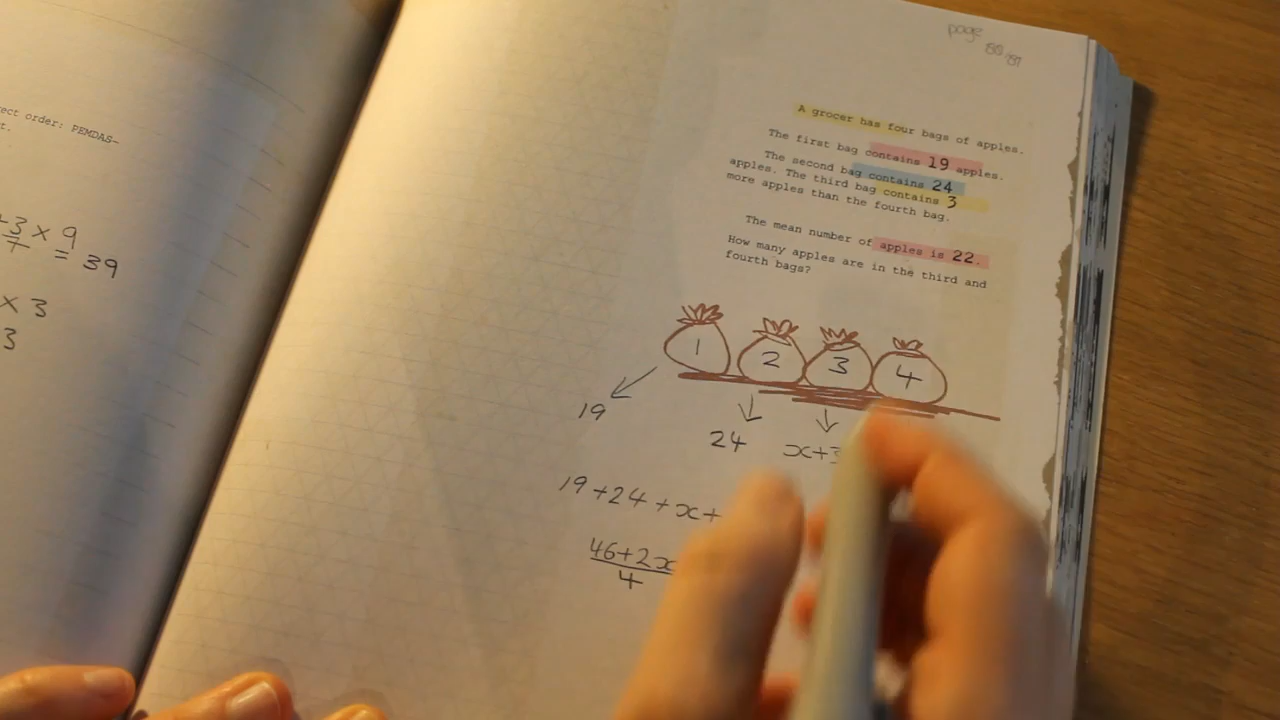 ect order: PEMDAS-
t.
+3 × 9
= 39
× 3
3
page
A grocer has four bags of apples.
The first bag contains 19 apples.
The second bag contains 24
apples. The third bag contains 3
more apples than the fourth bag.
The mean number of apples is 22.
How many apples are in the third and
fourth bags?
1 2 3 4
19
24 x+3
19+24+x+
46+2x
4